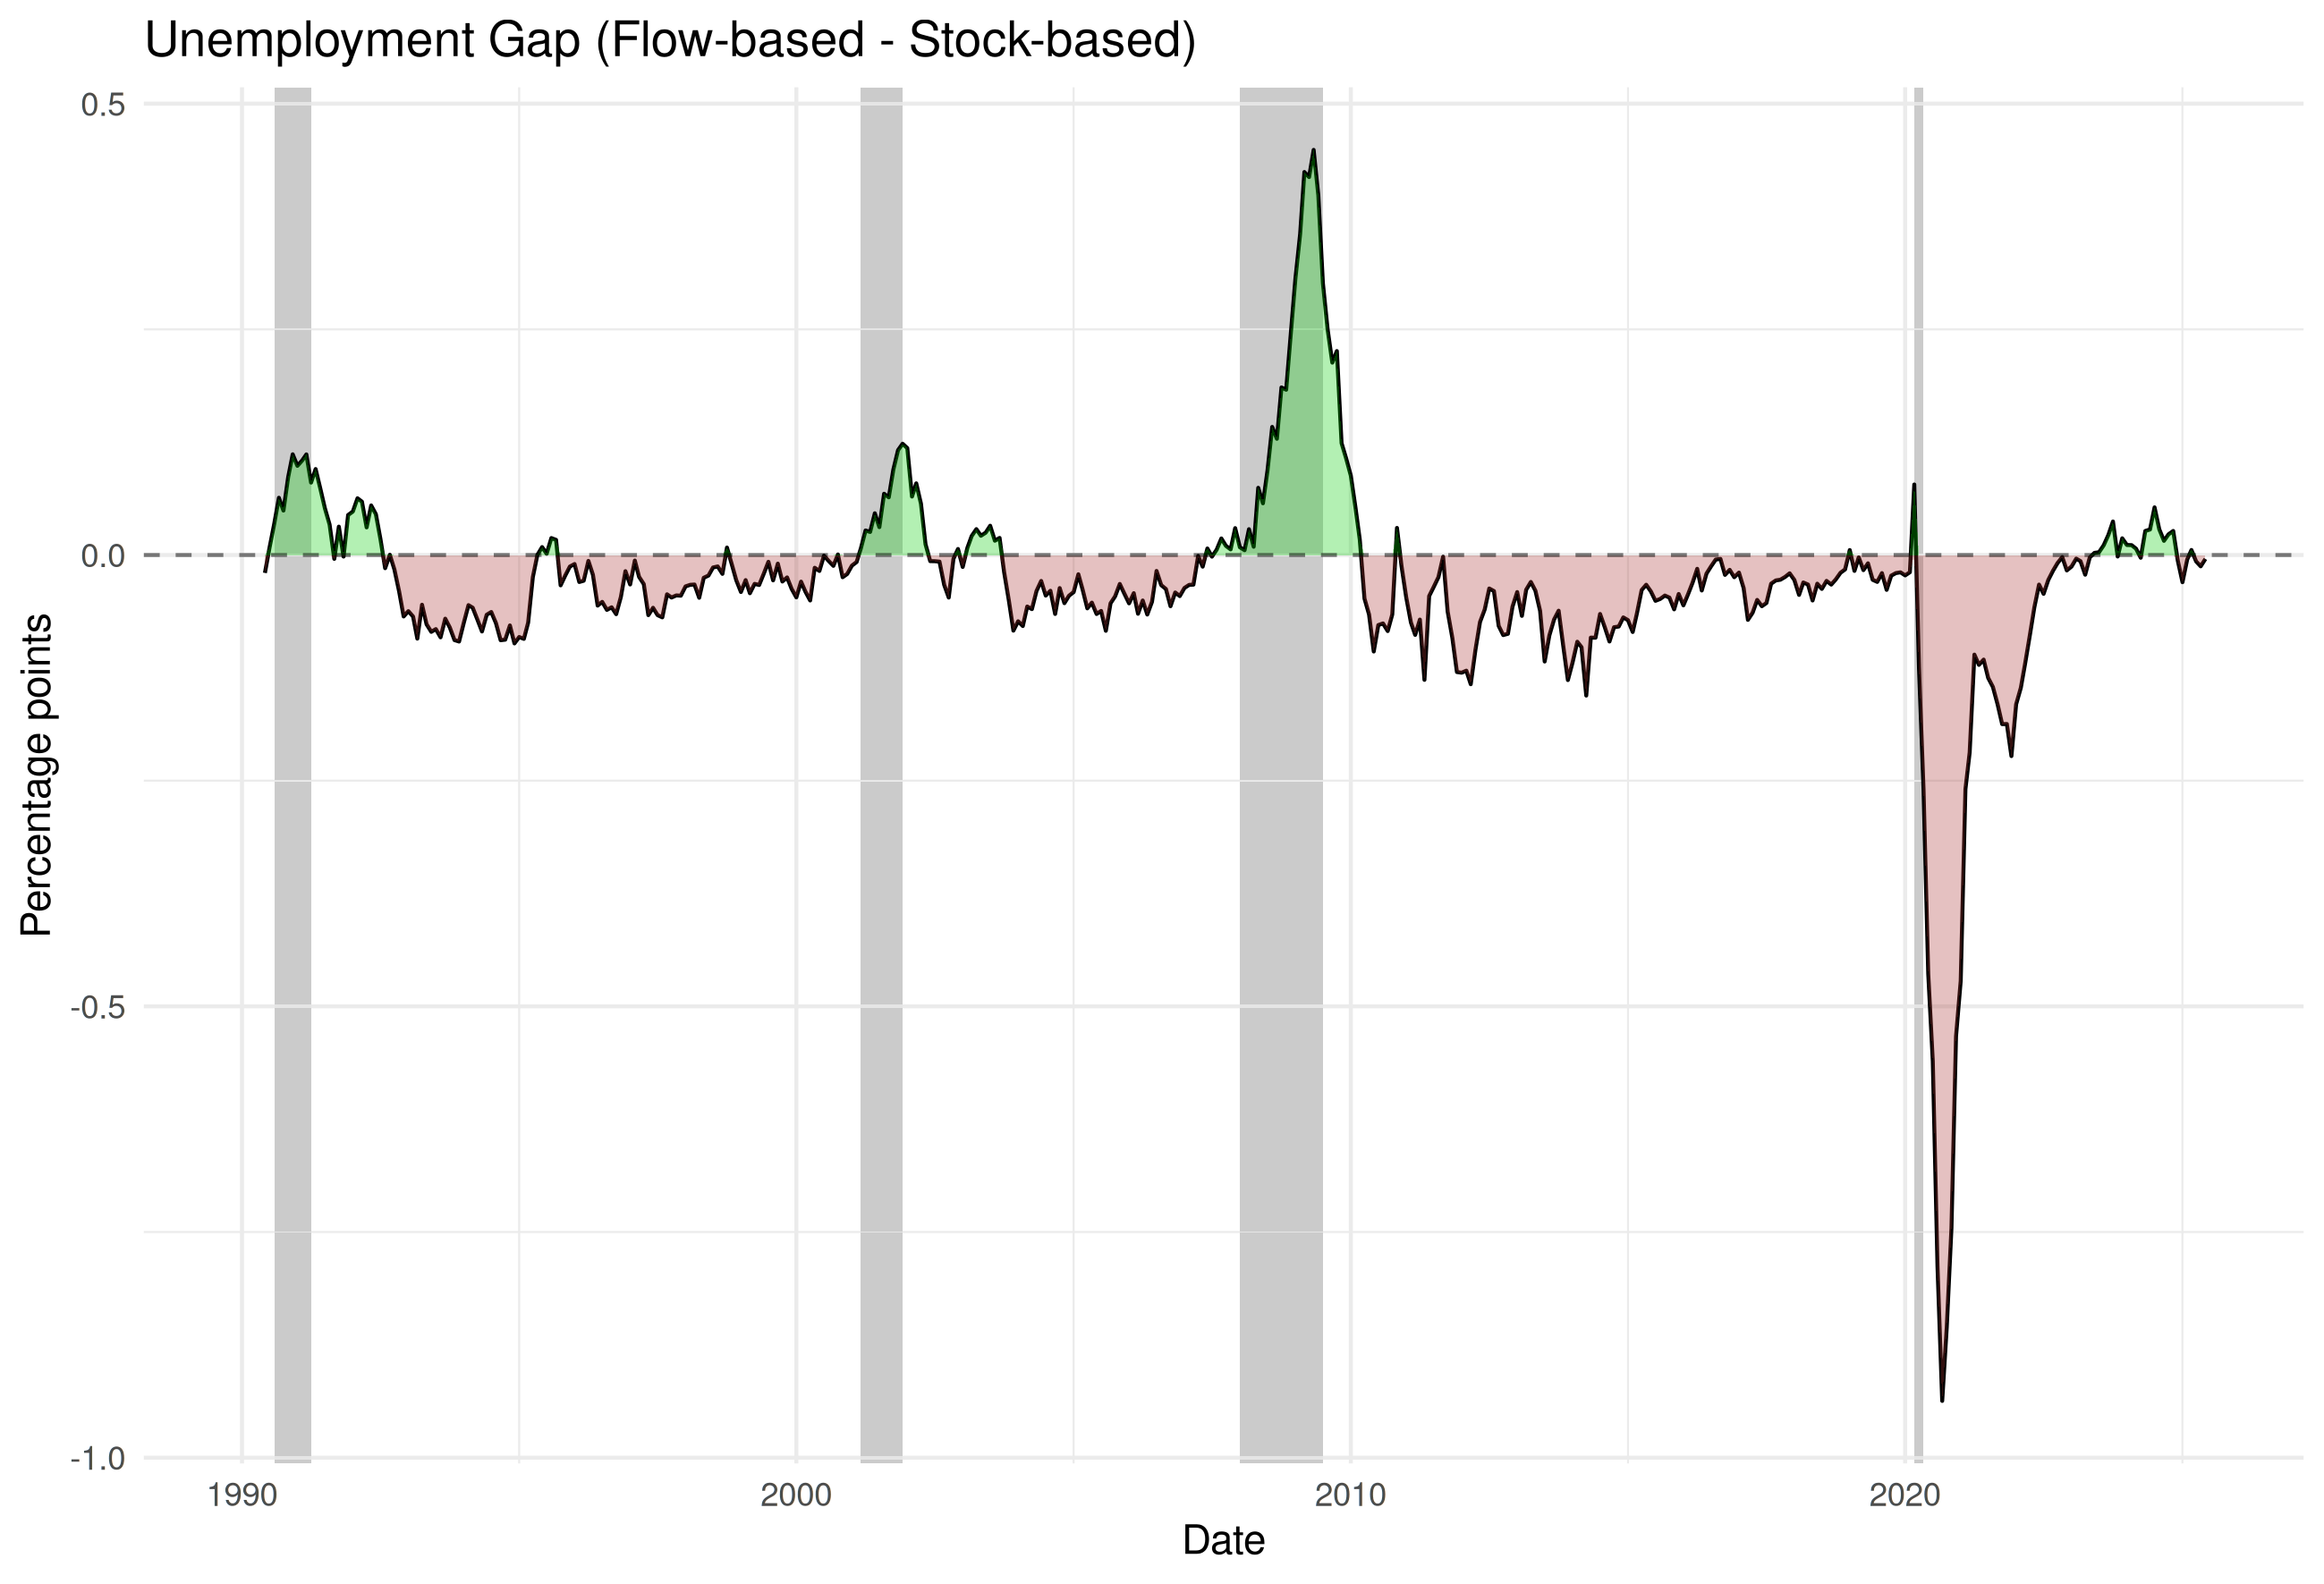 Unemployment Gap (Flow-based - Stock-based)
Percentage points
0.5
0.0
-0.5
-1.0
1990 2000 2010 2020
Date